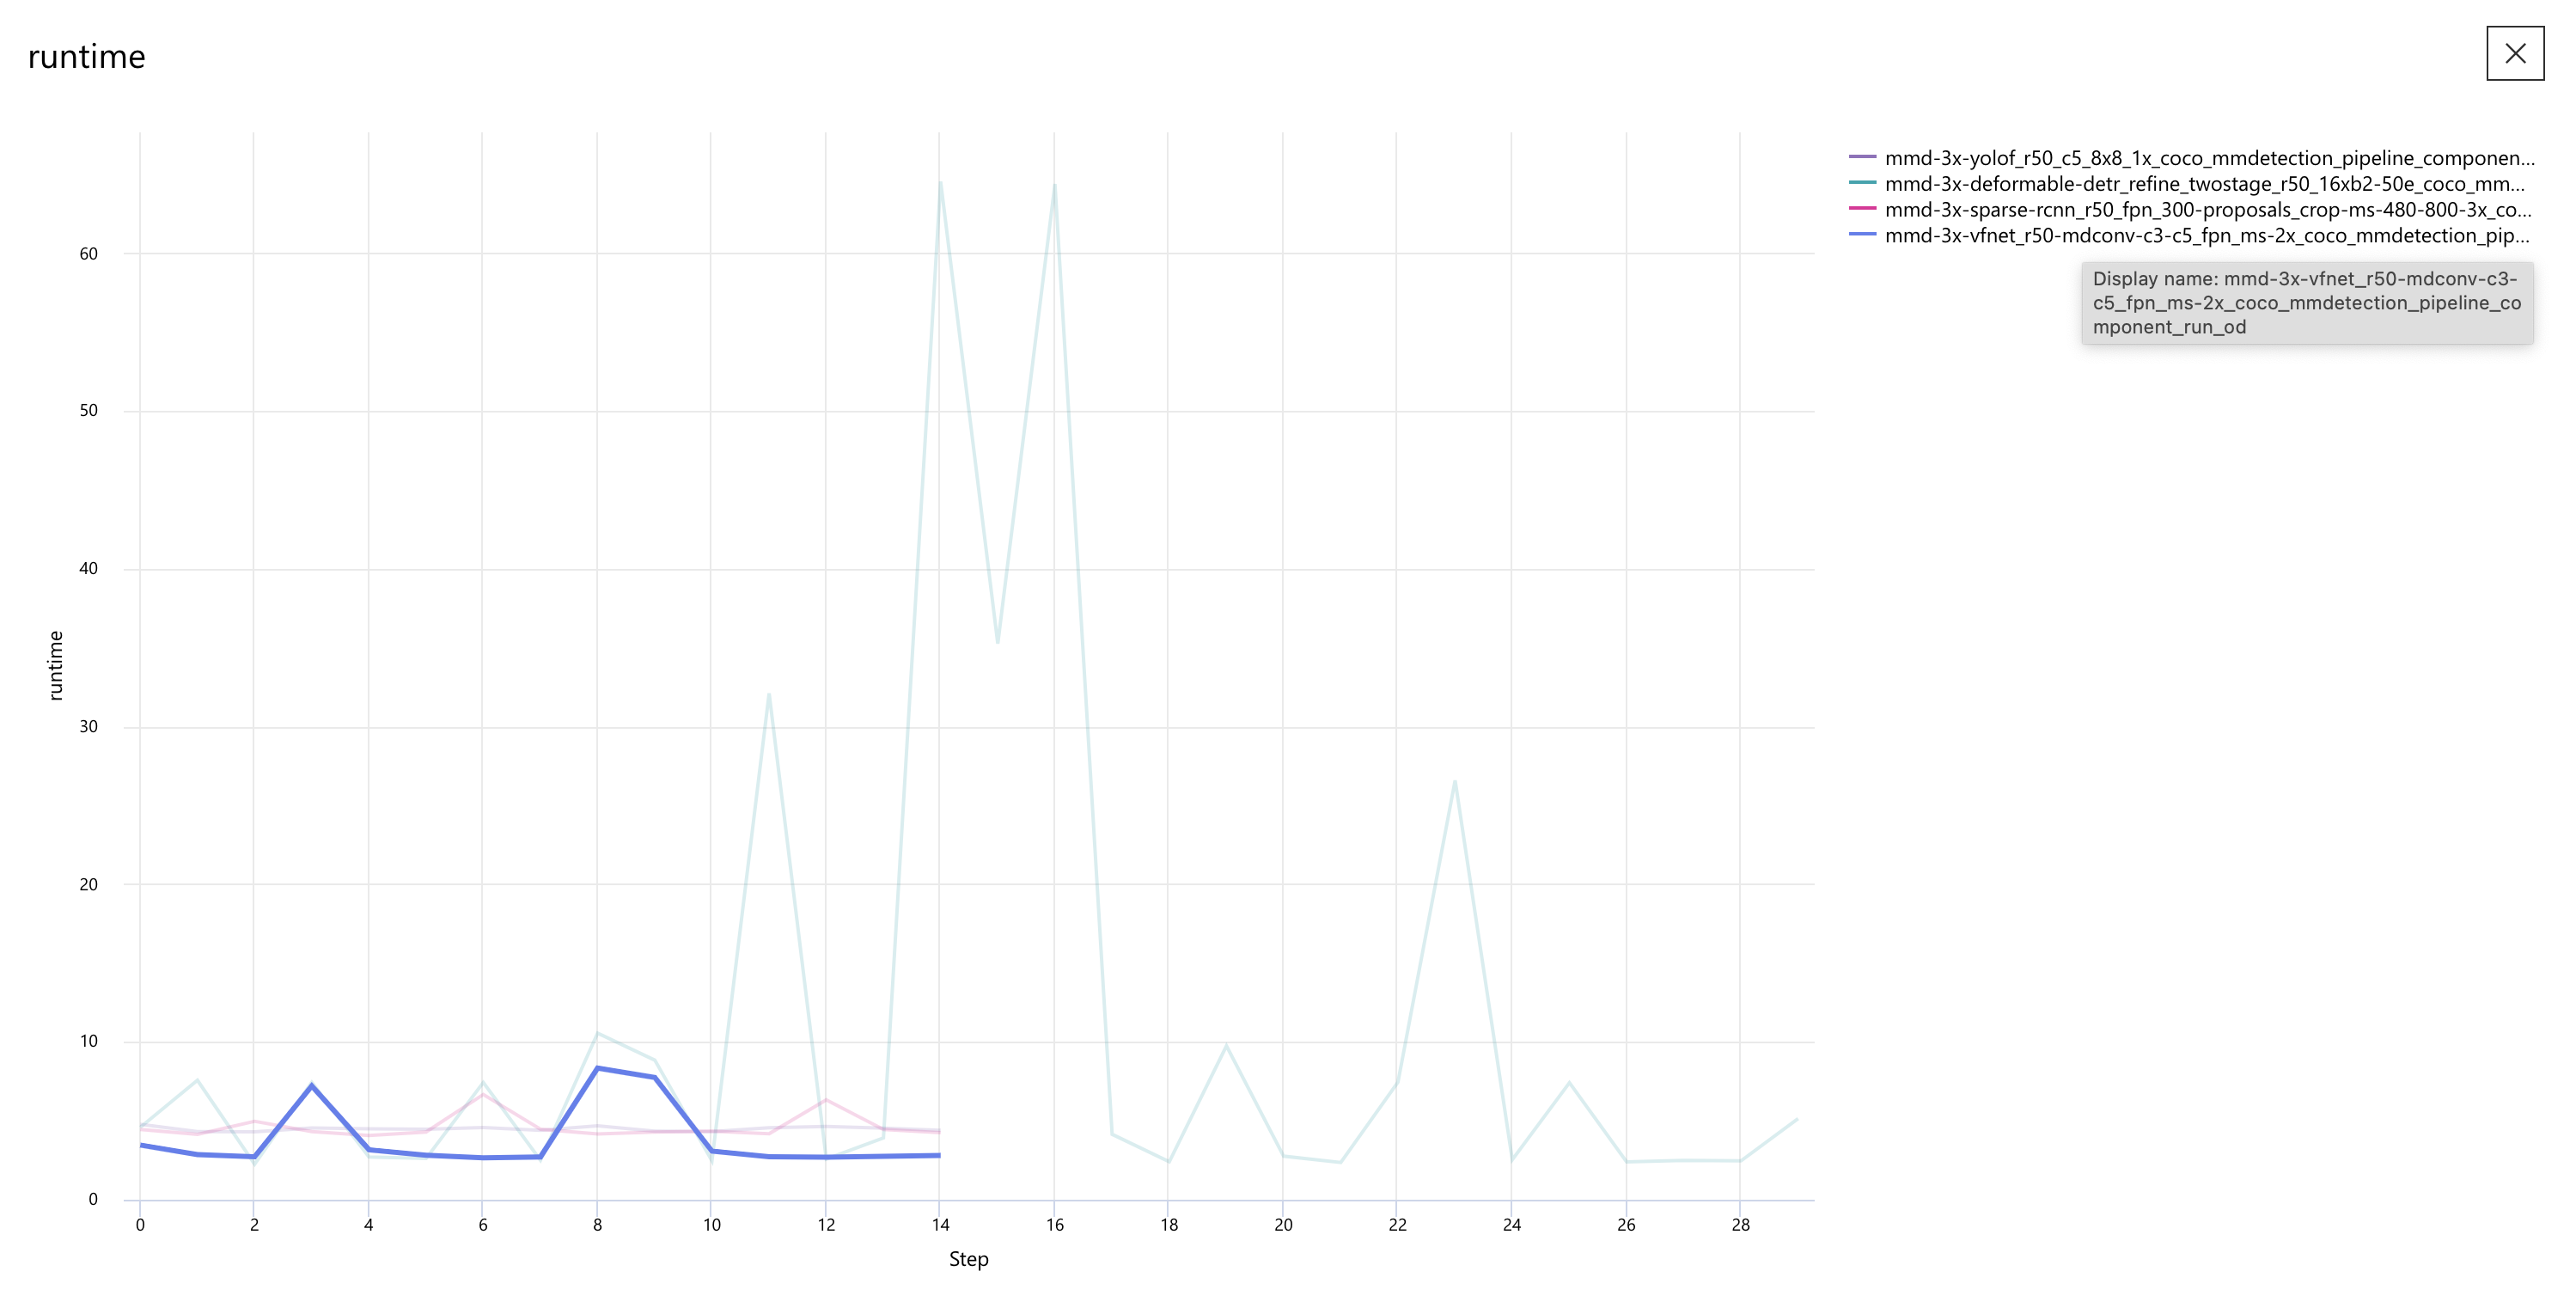 runtime
mmd-3x-yolof_r50_c5_8x8_1x_coco_mmdetection_pipeline_componen...
mmd-3x-deformable-detr_refine_twostage_r50_16xb2-50e_coco_mm...
mmd-3x-sparse-rcnn_r50_fpn_300-proposals_crop-ms-480-800-3x_co...
mmd-3x-vfnet_r50-mdconv-c3-c5_fpn_ms-2x_coco_mmdetection_pip...
Display name: mmd-3x-vfnet_r50-mdconv-c3-
c5_fpn_ms-2x_coco_mmdetection_pipeline_co
mponent_run_od
60
50
40
30
20
10
0
runtime
0 2 4 6 8 10 12 14 16 18 20 22 24 26 28
Step